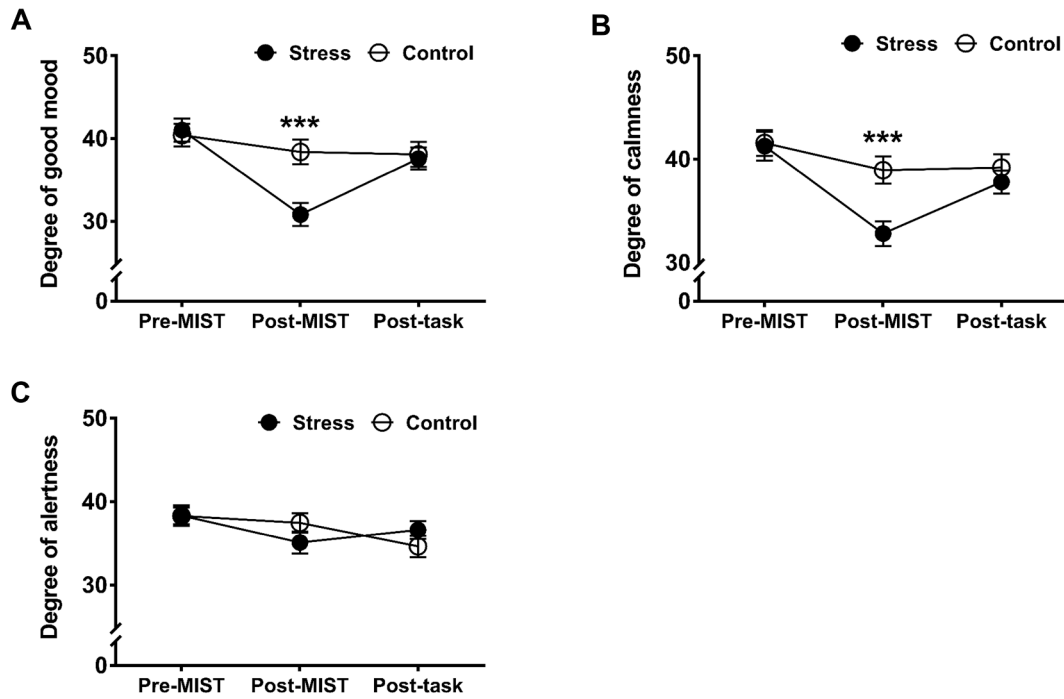 A
Stress Control
Degree of good mood
50
40
30
0
***
Pre-MIST Post-MIST Post-task
B
Stress Control
Degree of calmness
50
40
30
0
***
Pre-MIST Post-MIST Post-task
C
Stress Control
Degree of alertness
50
40
30
0
Pre-MIST Post-MIST Post-task